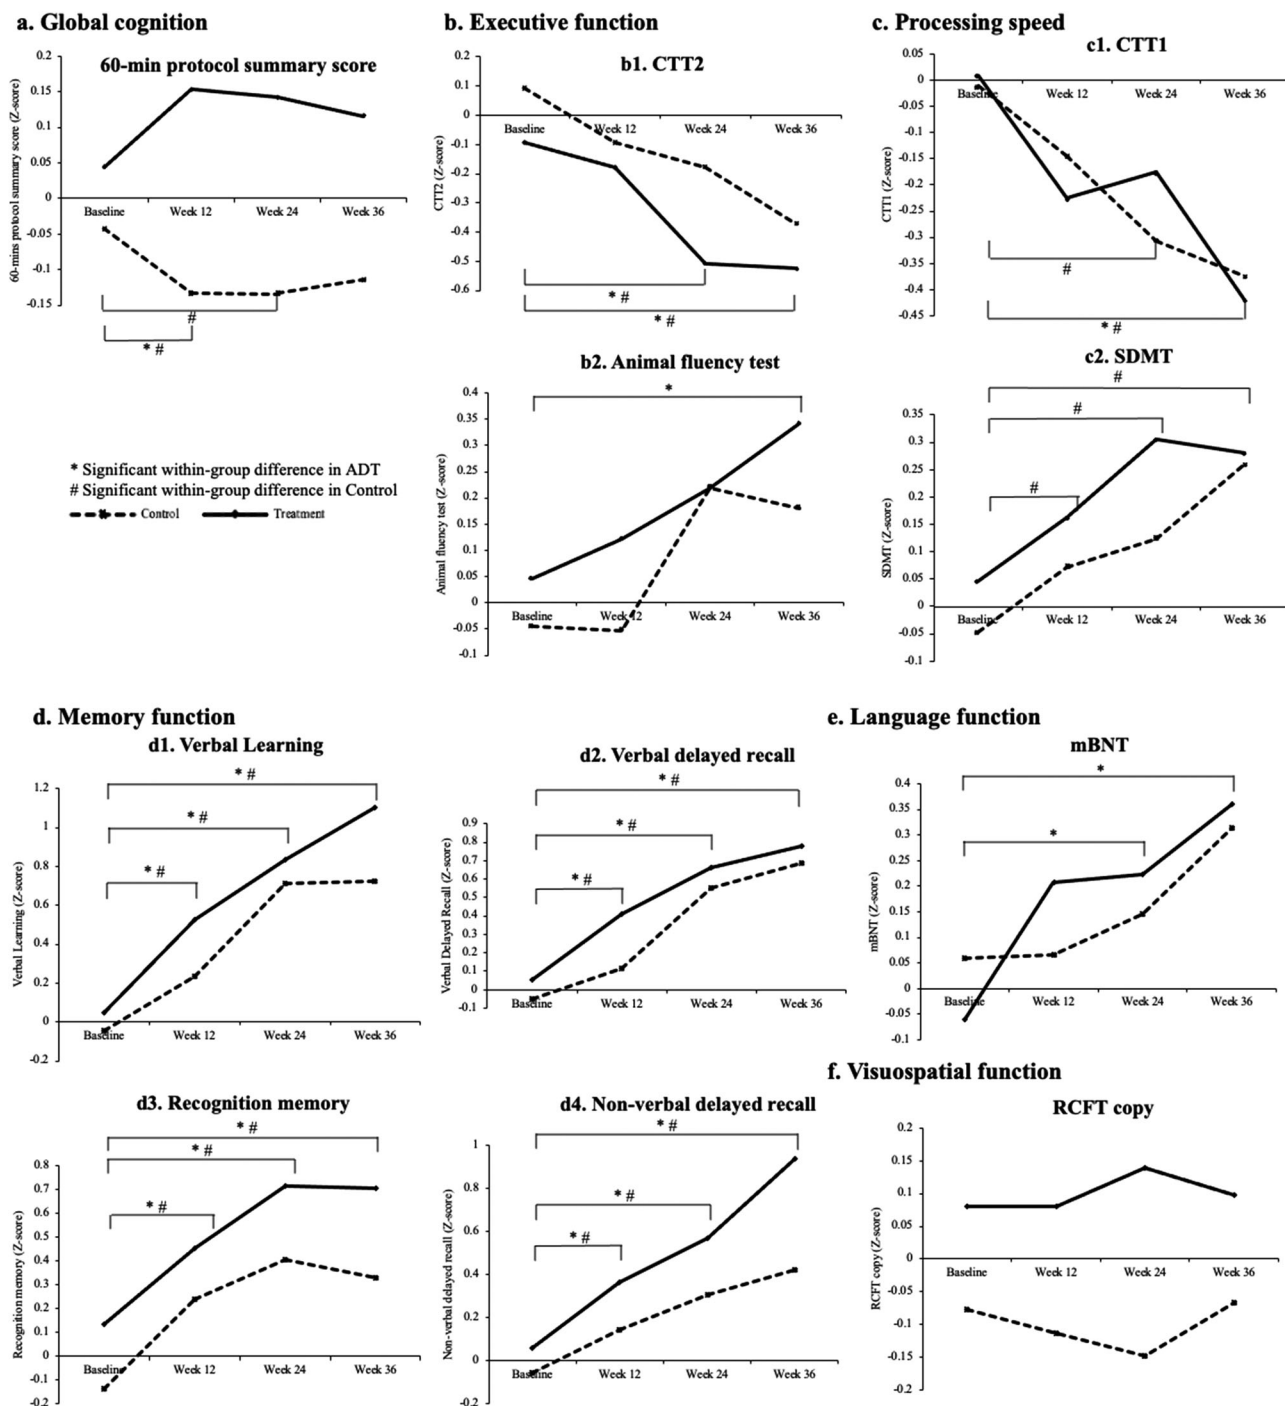 a. Global cognition
60-min protocol summary score
60-mins protocol summary score (Z-score)
0.2
0.15
0.1
0.05
0
-0.05
-0.1
-0.15
Baseline
Week 12
Week 24
Week 36
#
* #
* Significant within-group difference in ADT
# Significant within-group difference in Control
Control
Treatment
b. Executive function
b1. CTT2
CTT2 (Z-score)
0.2
0.1
0
-0.1
-0.2
-0.3
-0.4
-0.5
-0.6
Baseline
Week 12
Week 24
Week 36
* #
* #
b2. Animal fluency test
Animal fluency test (Z-score)
0.4
0.35
0.3
0.25
0.2
0.15
0.1
0.05
0
-0.05
-0.1
*
Baseline
Week 12
Week 24
Week 36
c. Processing speed
c1. CTT1
CTT1 (Z-score)
0.05
0
-0.05
-0.1
-0.15
-0.2
-0.25
-0.3
-0.35
-0.4
-0.45
Baseline
Week 12
Week 24
Week 36
#
* #
c2. SDMT
SDMT (Z-score)
#
#
#
0.35
0.3
0.25
0.2
0.15
0.1
0.05
0
-0.05
-0.1
Baseline
Week 12
Week 24
Week 36
d. Memory function
d1. Verbal Learning
Verbal Learning (Z-score)
* #
* #
* #
1.2
1
0.8
0.6
0.4
0.2
0
-0.2
Baseline
Week 12
Week 24
Week 36
d2. Verbal delayed recall
Verbal Delayed Recall (Z-score)
* #
* #
* #
0.9
0.8
0.7
0.6
0.5
0.4
0.3
0.2
0.1
0
-0.1
Baseline
Week 12
Week 24
Week 36
e. Language function
mBNT
mBNT (Z-score)
*
*
0.4
0.35
0.3
0.25
0.2
0.15
0.1
0.05
0
-0.05
-0.1
Baseline
Week 12
Week 24
Week 36
d3. Recognition memory
Recognition memory (Z-score)
* #
* #
* #
0.8
0.7
0.6
0.5
0.4
0.3
0.2
0.1
0
-0.1
-0.2
Baseline
Week 12
Week 24
Week 36
d4. Non-verbal delayed recall
Non-verbal delayed recall (Z-score)
* #
* #
* #
1
0.8
0.6
0.4
0.2
0
-0.2
Baseline
Week 12
Week 24
Week 36
f. Visuospatial function
RCFT copy
RCFT copy (Z-score)
0.2
0.15
0.1
0.05
0
-0.05
-0.1
-0.15
-0.2
Baseline
Week 12
Week 24
Week 36